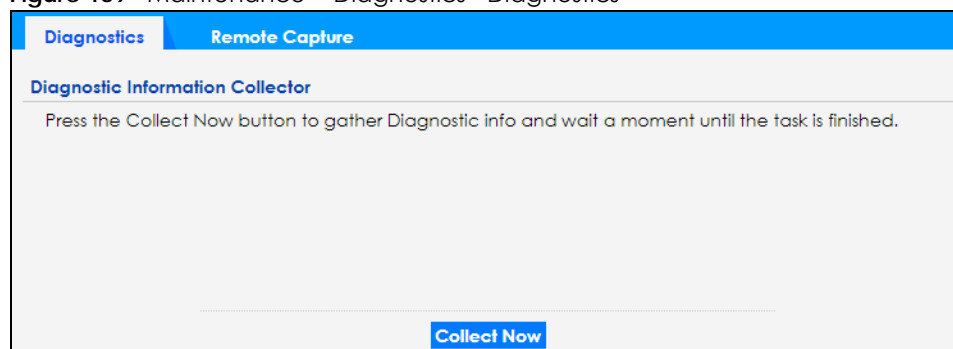 Diagnostics Remote Capture
Diagnostic Information Collector
Press the Collect Now button to gather Diagnostic info and wait a moment until the task is finished.
Collect Now